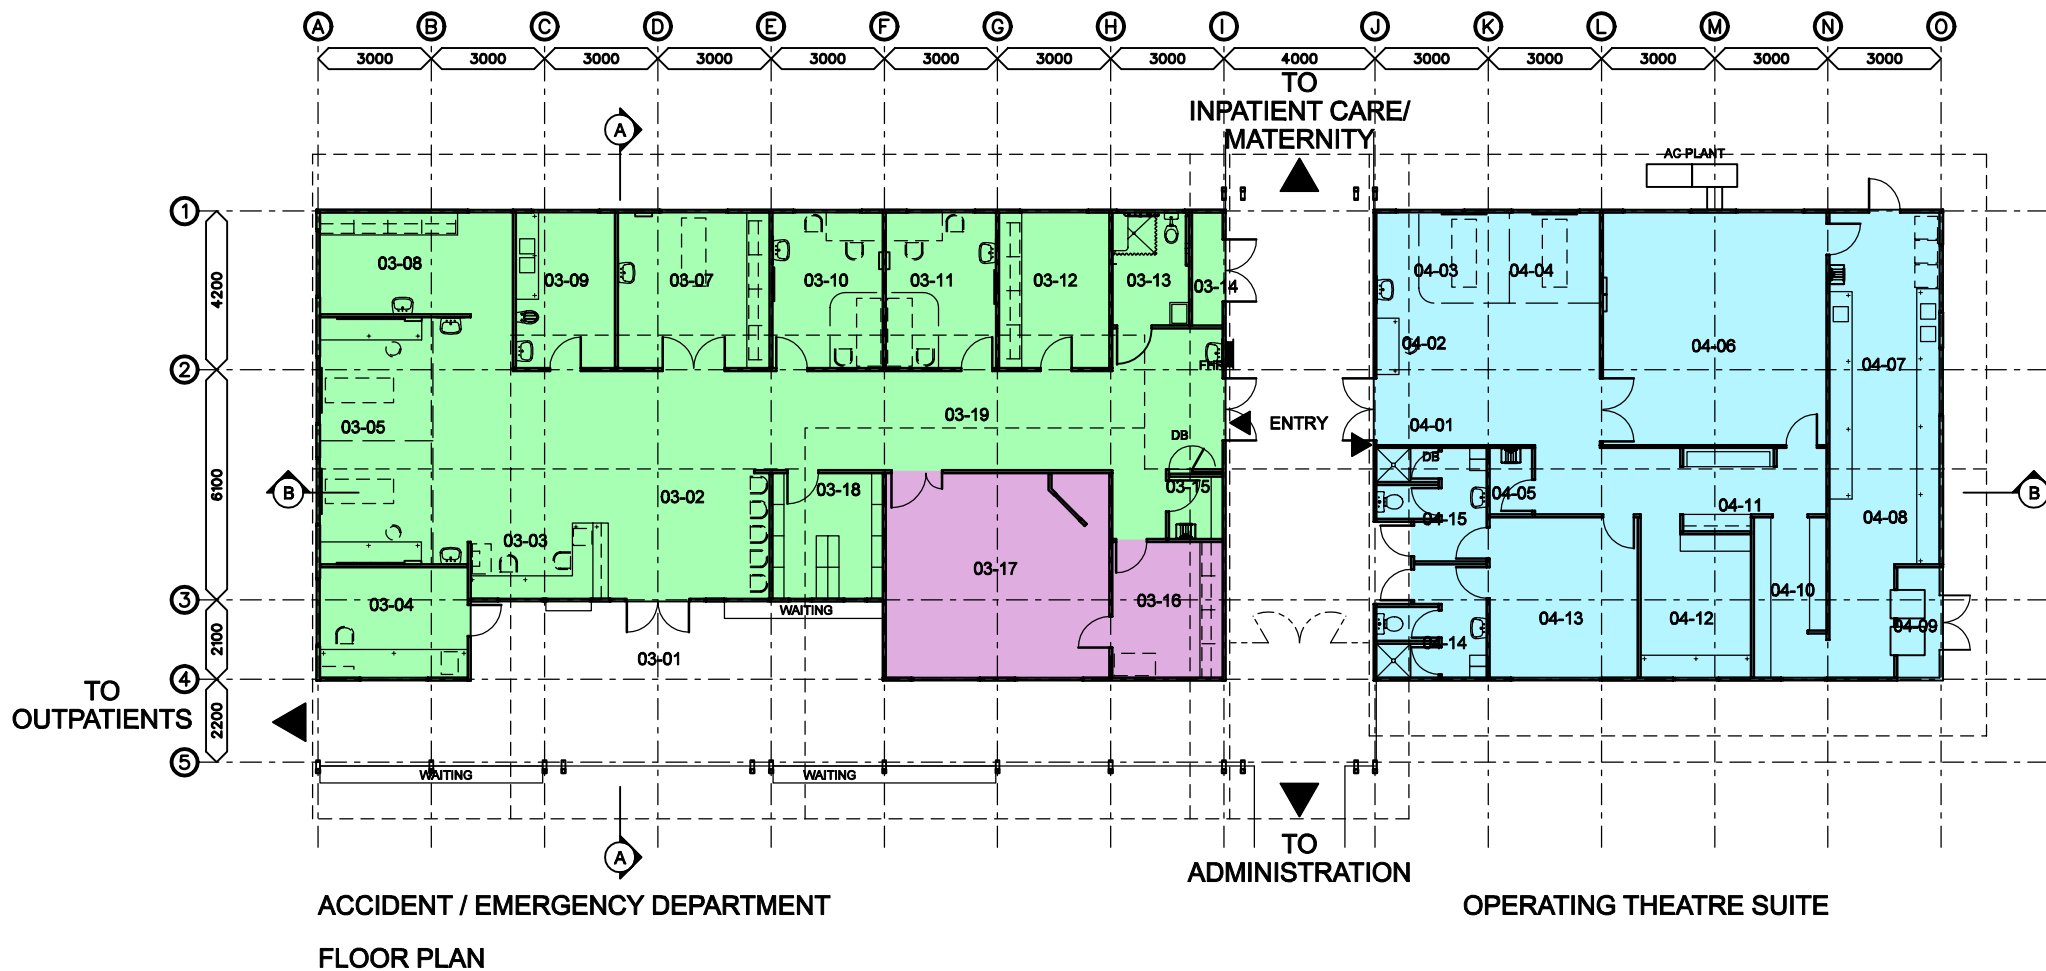 A B C D E F G H I J K L M N O
3000 3000 3000 3000 3000 3000 3000 3000 4000 3000 3000 3000 3000 3000
TO
INPATIENT CARE/
MATERNITY
A
AC PLANT
1
03-08 03-09 03-07 03-10 03-11 03-12 03-13 03-14
04-03 04-04
4200
04-02 04-06 04-07
2
FHR
03-05 03-19 ENTRY 04-01
DB
DB
6100
B
03-02 03-18 03-15
04-05 04-11
B
03-03 04-15 04-08
03-17
3
03-04 WAITING 03-16 04-13 04-12 04-10 04-09
2100
03-01 04-14
4
TO
OUTPATIENTS
2200
5
WAITING WAITING
A
TO
ADMINISTRATION
ACCIDENT / EMERGENCY DEPARTMENT
OPERATING THEATRE SUITE
FLOOR PLAN